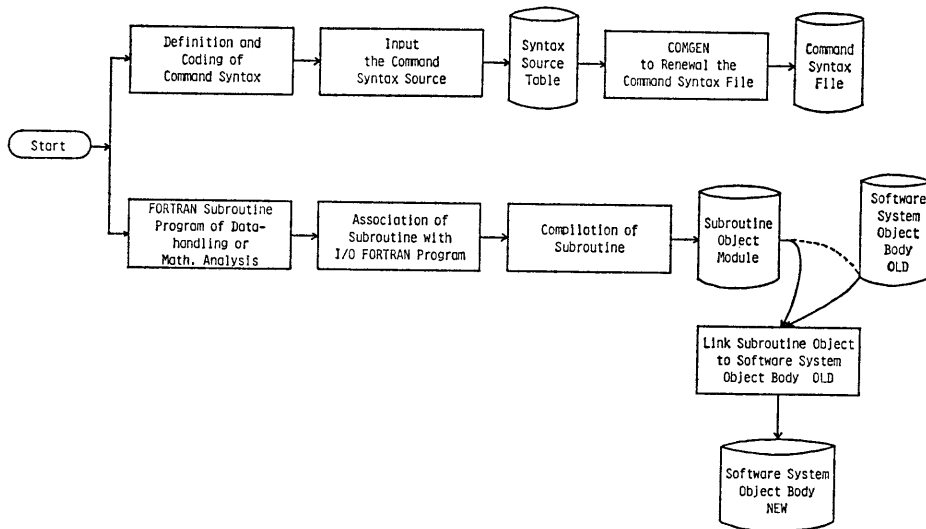 Start
Definition and
Coding of
Command Syntax
Input
the Command
Syntax Source
Syntax
Source
Table
COMGEN
to Renewal the
Command Syntax File
Command
Syntax
File
FORTRAN Subroutine
Program of Data-
handling or
Math. Analysis
Association of
Subroutine with
I/O FORTRAN Program
Compilation of
Subroutine
Subroutine
Object
Module
Software
System
Object
Body
OLD
Link Subroutine Object
to Software System
Object Body OLD
Software System
Object Body
NEW